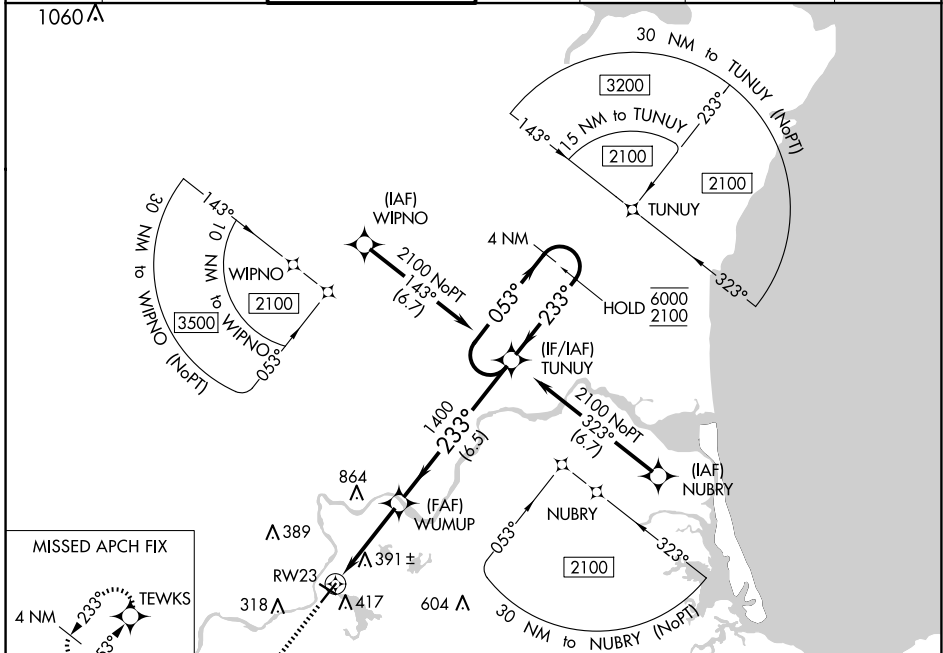 1060
30 NM to TUNUY (NoPT)
3200
143°
15 NM to TUNUY
233°
2100
2100
TUNUY
323°
(IAF)
WIPNO
143°
30 NM to WIPNO (NoPT)
10 NM to WIPNO
WIPNO
2100
3500
053°
2100 NoPT
143°
(6.7)
4 NM
053°
233°
HOLD
6000
2100
(IF/IAF)
TUNUY
1400
233°
(6.5)
2100 NoPT
323°
(6.7)
(IAF)
NUBRY
864
(FAF)
WUMUP
NUBRY
389
053°
323°
2100
30 NM to NUBRY (NoPT)
391±
RW23
318
417
604
MISSED APCH FIX
TEWKS
4 NM
233°
53°